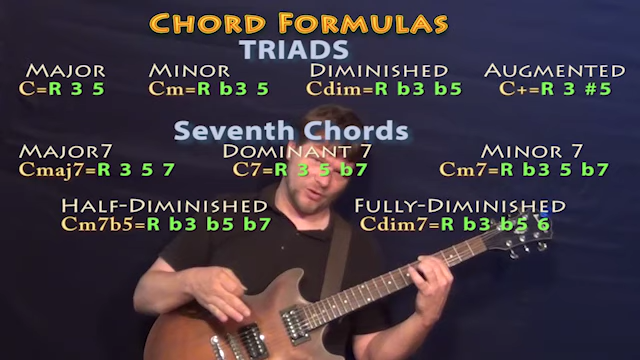 Chord Formulas
TRIADS
Major Minor Diminished Augmented
C=R 3 5 Cm=R b3 5 Cdim=R b3 b5 C+=R 3 #5
Seventh Chords
Major7 Dominant 7 Minor 7
Cmaj7=R 3 5 7 C7=R 3 5 b7 Cm7=R b3 5 b7
Half-Diminished Fully-Diminished
Cm7b5=R b3 b5 b7 Cdim7=R b3 b5 6